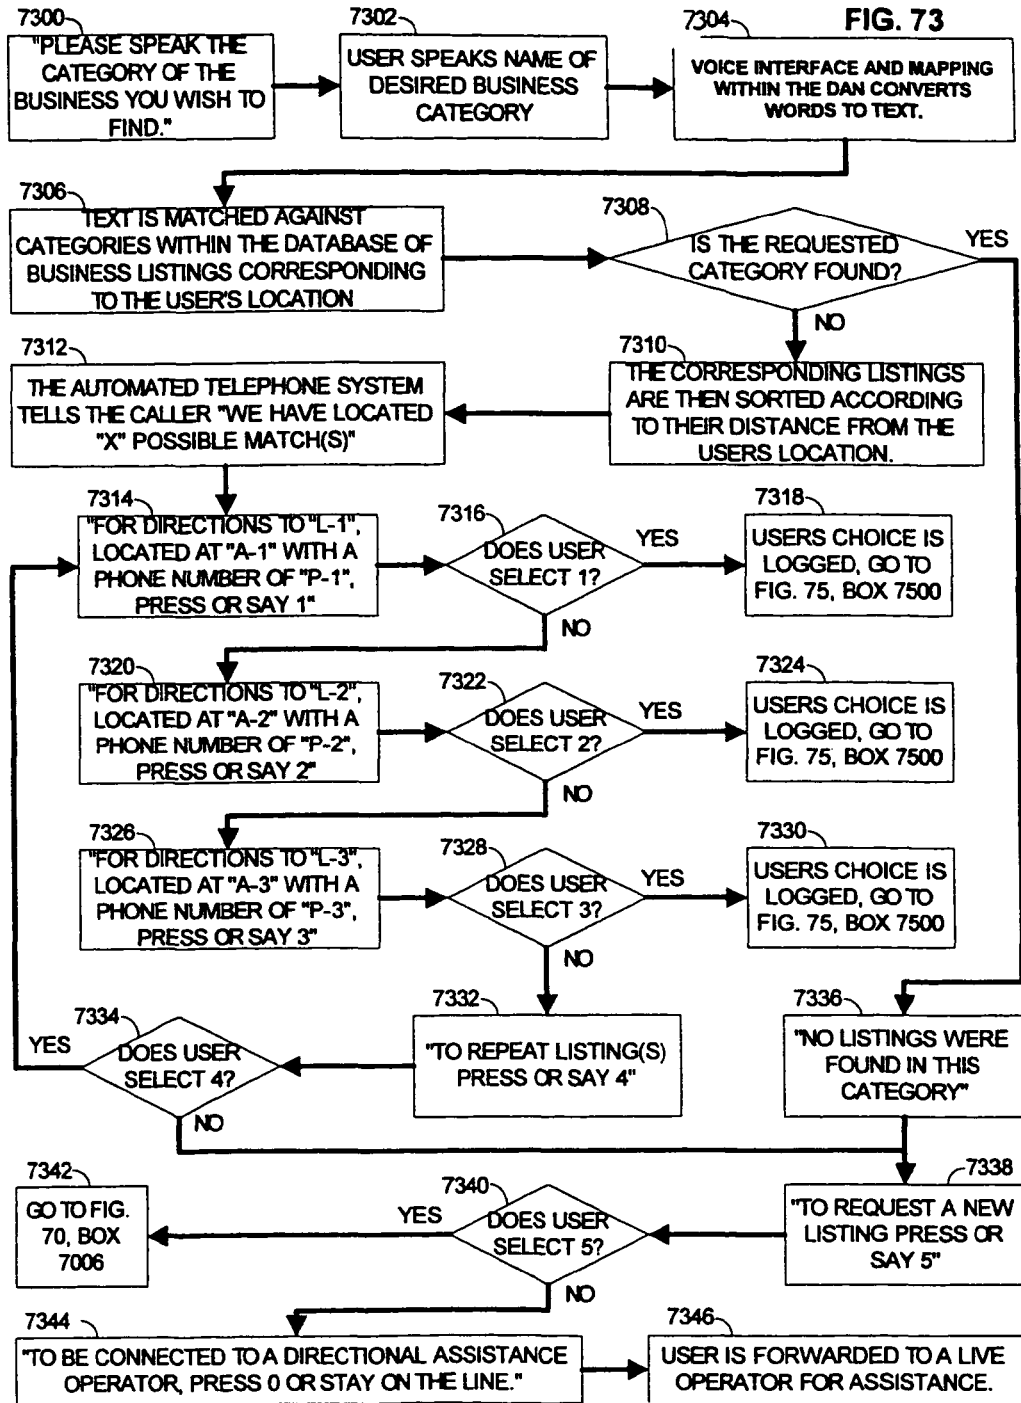 FIG. 73
7300
"PLEASE SPEAK THE
CATEGORY OF THE
BUSINESS YOU WISH TO
FIND."
7302
USER SPEAKS NAME OF
DESIRED BUSINESS
CATEGORY
7304
VOICE INTERFACE AND MAPPING
WITHIN THE DAN CONVERTS
WORDS TO TEXT.
7306
TEXT IS MATCHED AGAINST
CATEGORIES WITHIN THE DATABASE OF
BUSINESS LISTINGS CORRESPONDING
TO THE USER'S LOCATION
7308
IS THE REQUESTED
CATEGORY FOUND?
YES
NO
7310
THE CORRESPONDING LISTINGS
ARE THEN SORTED ACCORDING
TO THEIR DISTANCE FROM THE
USERS LOCATION.
7312
THE AUTOMATED TELEPHONE SYSTEM
TELLS THE CALLER "WE HAVE LOCATED
"X" POSSIBLE MATCH(S)"
7314
"FOR DIRECTIONS TO "L-1",
LOCATED AT "A-1" WITH A
PHONE NUMBER OF "P-1",
PRESS OR SAY 1"
7316
DOES USER
SELECT 1?
YES
NO
7318
USERS CHOICE IS
LOGGED, GO TO
FIG. 75, BOX 7500
7320
"FOR DIRECTIONS TO "L-2",
LOCATED AT "A-2" WITH A
PHONE NUMBER OF "P-2",
PRESS OR SAY 2"
7322
DOES USER
SELECT 2?
YES
NO
7324
USERS CHOICE IS
LOGGED, GO TO
FIG. 75, BOX 7500
7326
"FOR DIRECTIONS TO "L-3",
LOCATED AT "A-3" WITH A
PHONE NUMBER OF "P-3",
PRESS OR SAY 3"
7328
DOES USER
SELECT 3?
YES
NO
7330
USERS CHOICE IS
LOGGED, GO TO
FIG. 75, BOX 7500
7332
"TO REPEAT LISTING(S)
PRESS OR SAY 4"
7334
DOES USER
SELECT 4?
YES
NO
7336
"NO LISTINGS WERE
FOUND IN THIS
CATEGORY"
7338
"TO REQUEST A NEW
LISTING PRESS OR
SAY 5"
7340
DOES USER
SELECT 5?
YES
NO
7342
GO TO FIG.
70, BOX
7006
7344
"TO BE CONNECTED TO A DIRECTIONAL ASSISTANCE
OPERATOR, PRESS 0 OR STAY ON THE LINE."
7346
USER IS FORWARDED TO A LIVE
OPERATOR FOR ASSISTANCE.